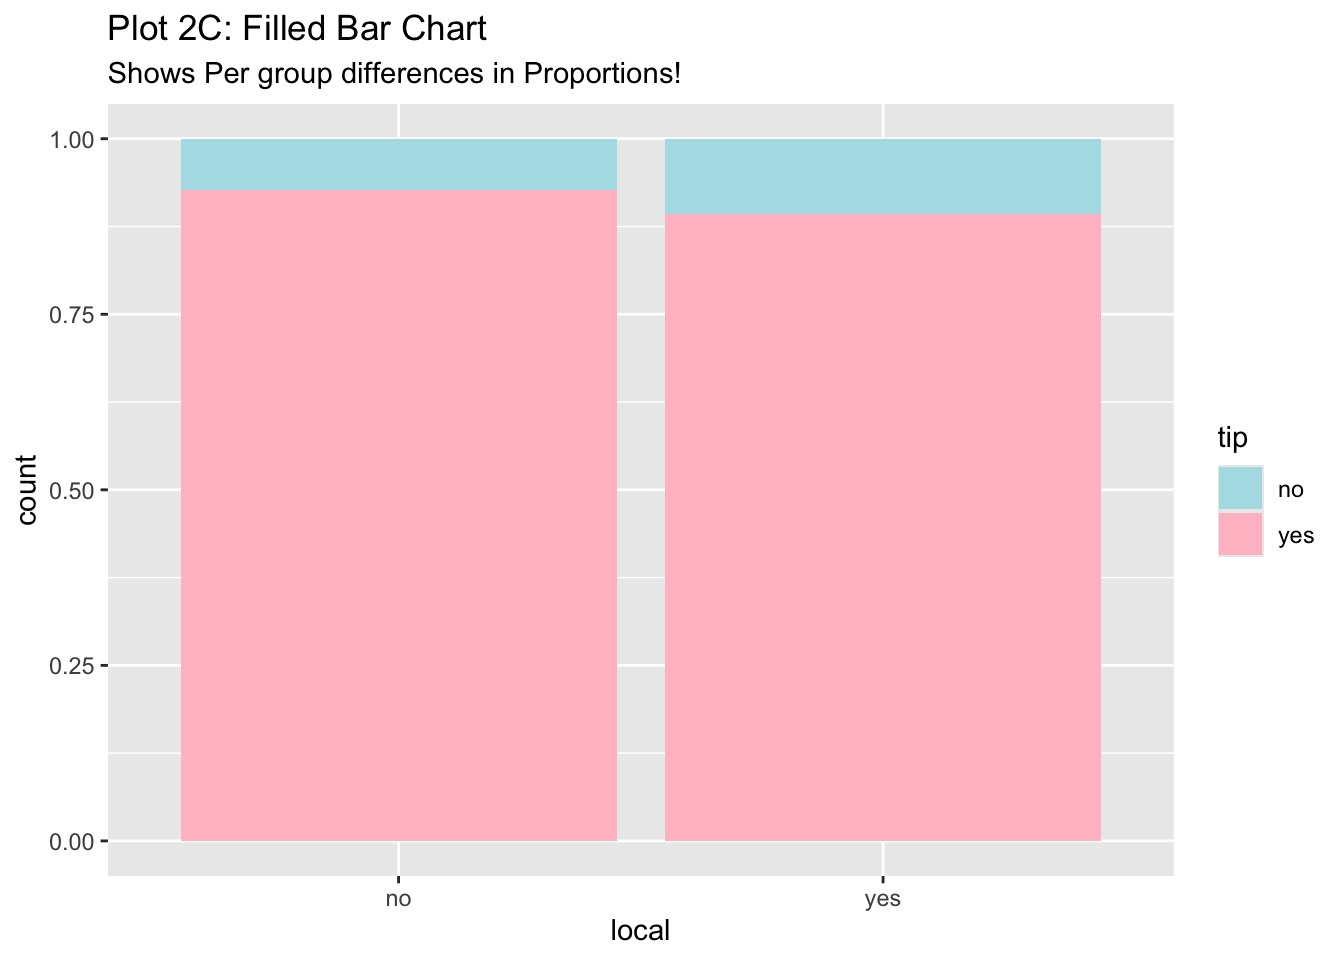 Plot 2C: Filled Bar Chart
Shows Per group differences in Proportions!
1.00
0.75
0.50
0.25
0.00
count
no
yes
local
tip
no
yes